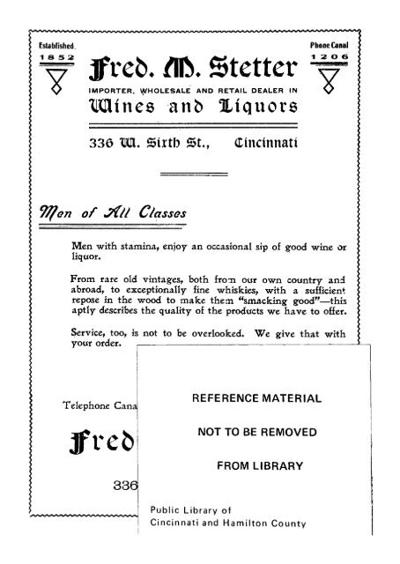 Established
1852
Phone Canal
1206
Fred. M. Stetter
IMPORTER, WHOLESALE AND RETAIL DEALER IN
Wines and Liquors
336 W. Sixth St., Cincinnati
Men of All Classes
Men with stamina, enjoy an occasional sip of good wine or
liquor.
From rare old vintages, both from our own country and
abroad, to exceptionally fine whiskies, with a sufficient
repose in the wood to make them "smacking good"—this
aptly describes the quality of the products we have to offer.
Service, too, is not to be overlooked. We give that with
your order.
Telephone Cana
Fred
336
REFERENCE MATERIAL
NOT TO BE REMOVED
FROM LIBRARY
Public Library of
Cincinnati and Hamilton County